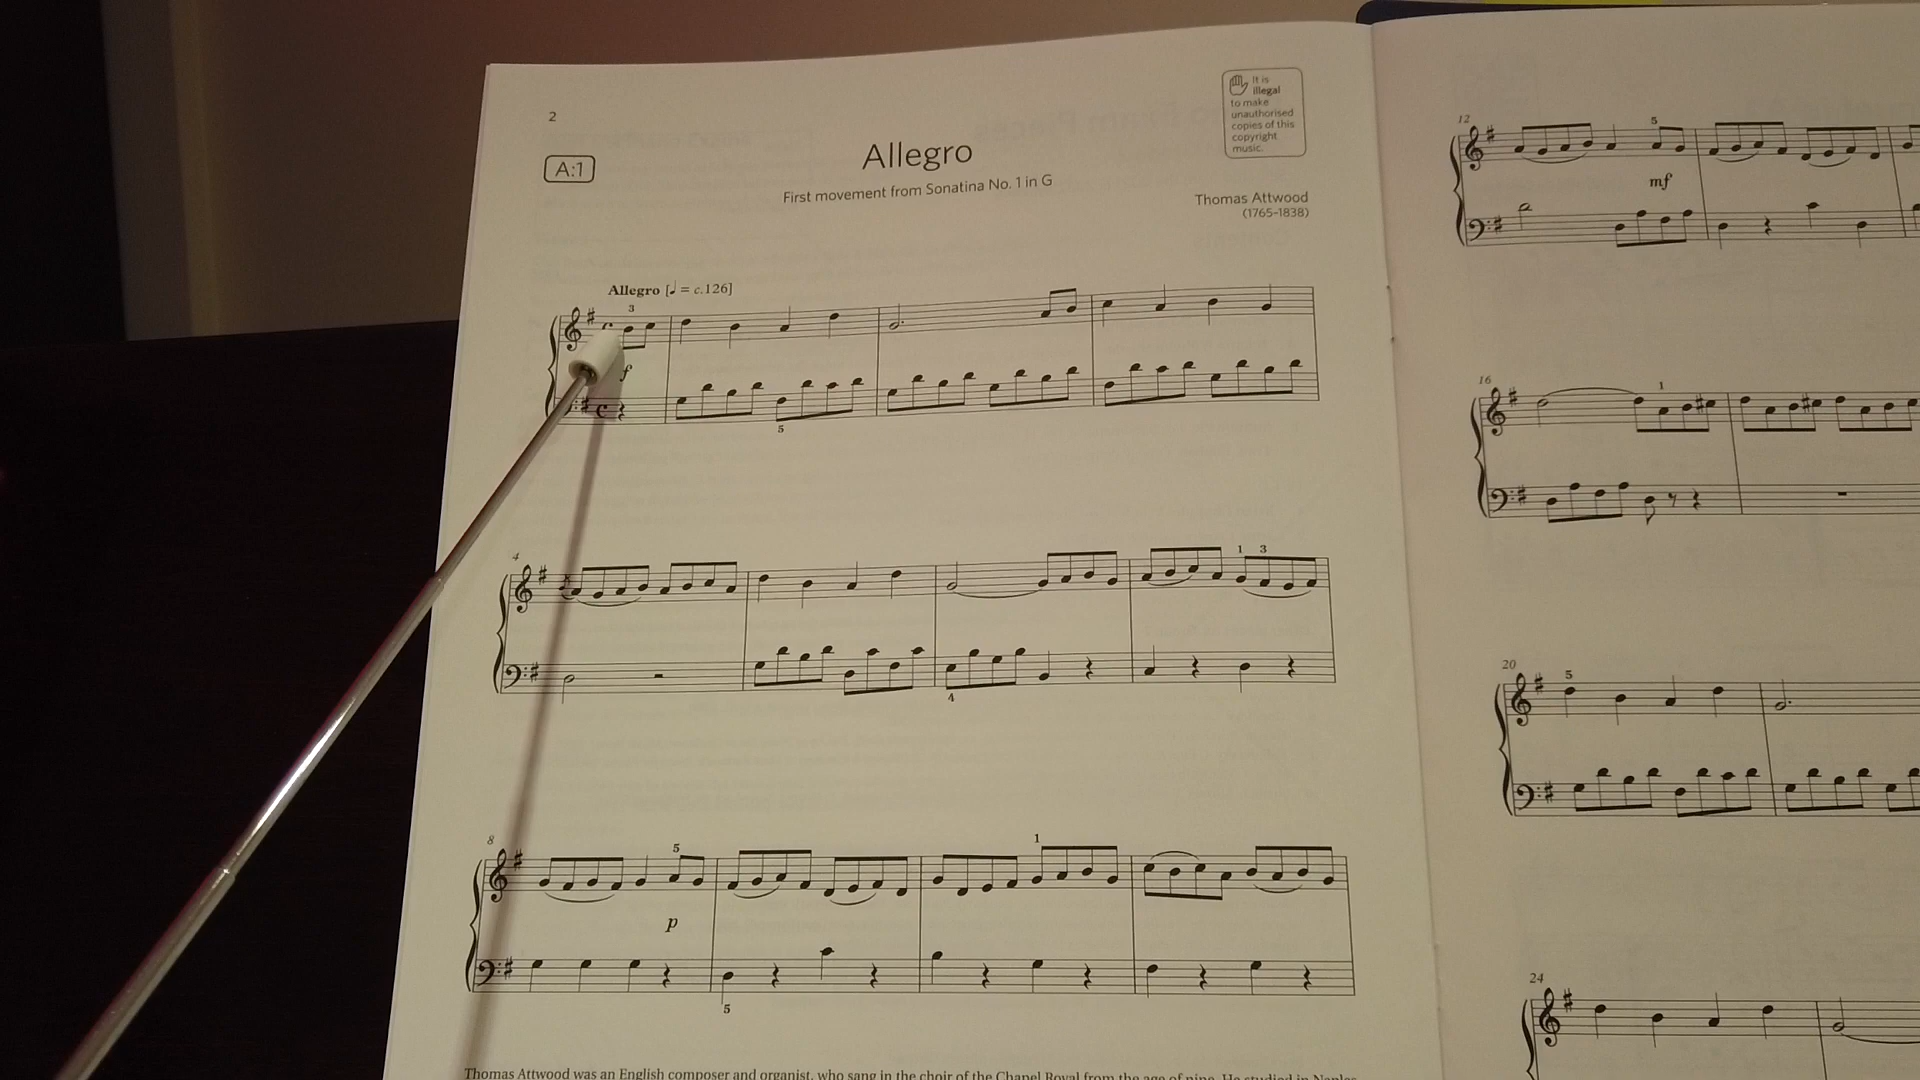 2
It is
illegal
to make
unauthorised
copies of this
copyright
music.
A:1
Allegro
First movement from Sonatina No. 1 in G
Thomas Attwood
(1765–1838)
Allegro [♩ = c.126]
3
f
5
4
1 3
4
8
5
1
p
5
Thomas Attwood was an English composer and organist, who sang in the choir of the Chapel Royal from the age of nine. He studied in Naples
12
5
mf
16
1
20
5
24